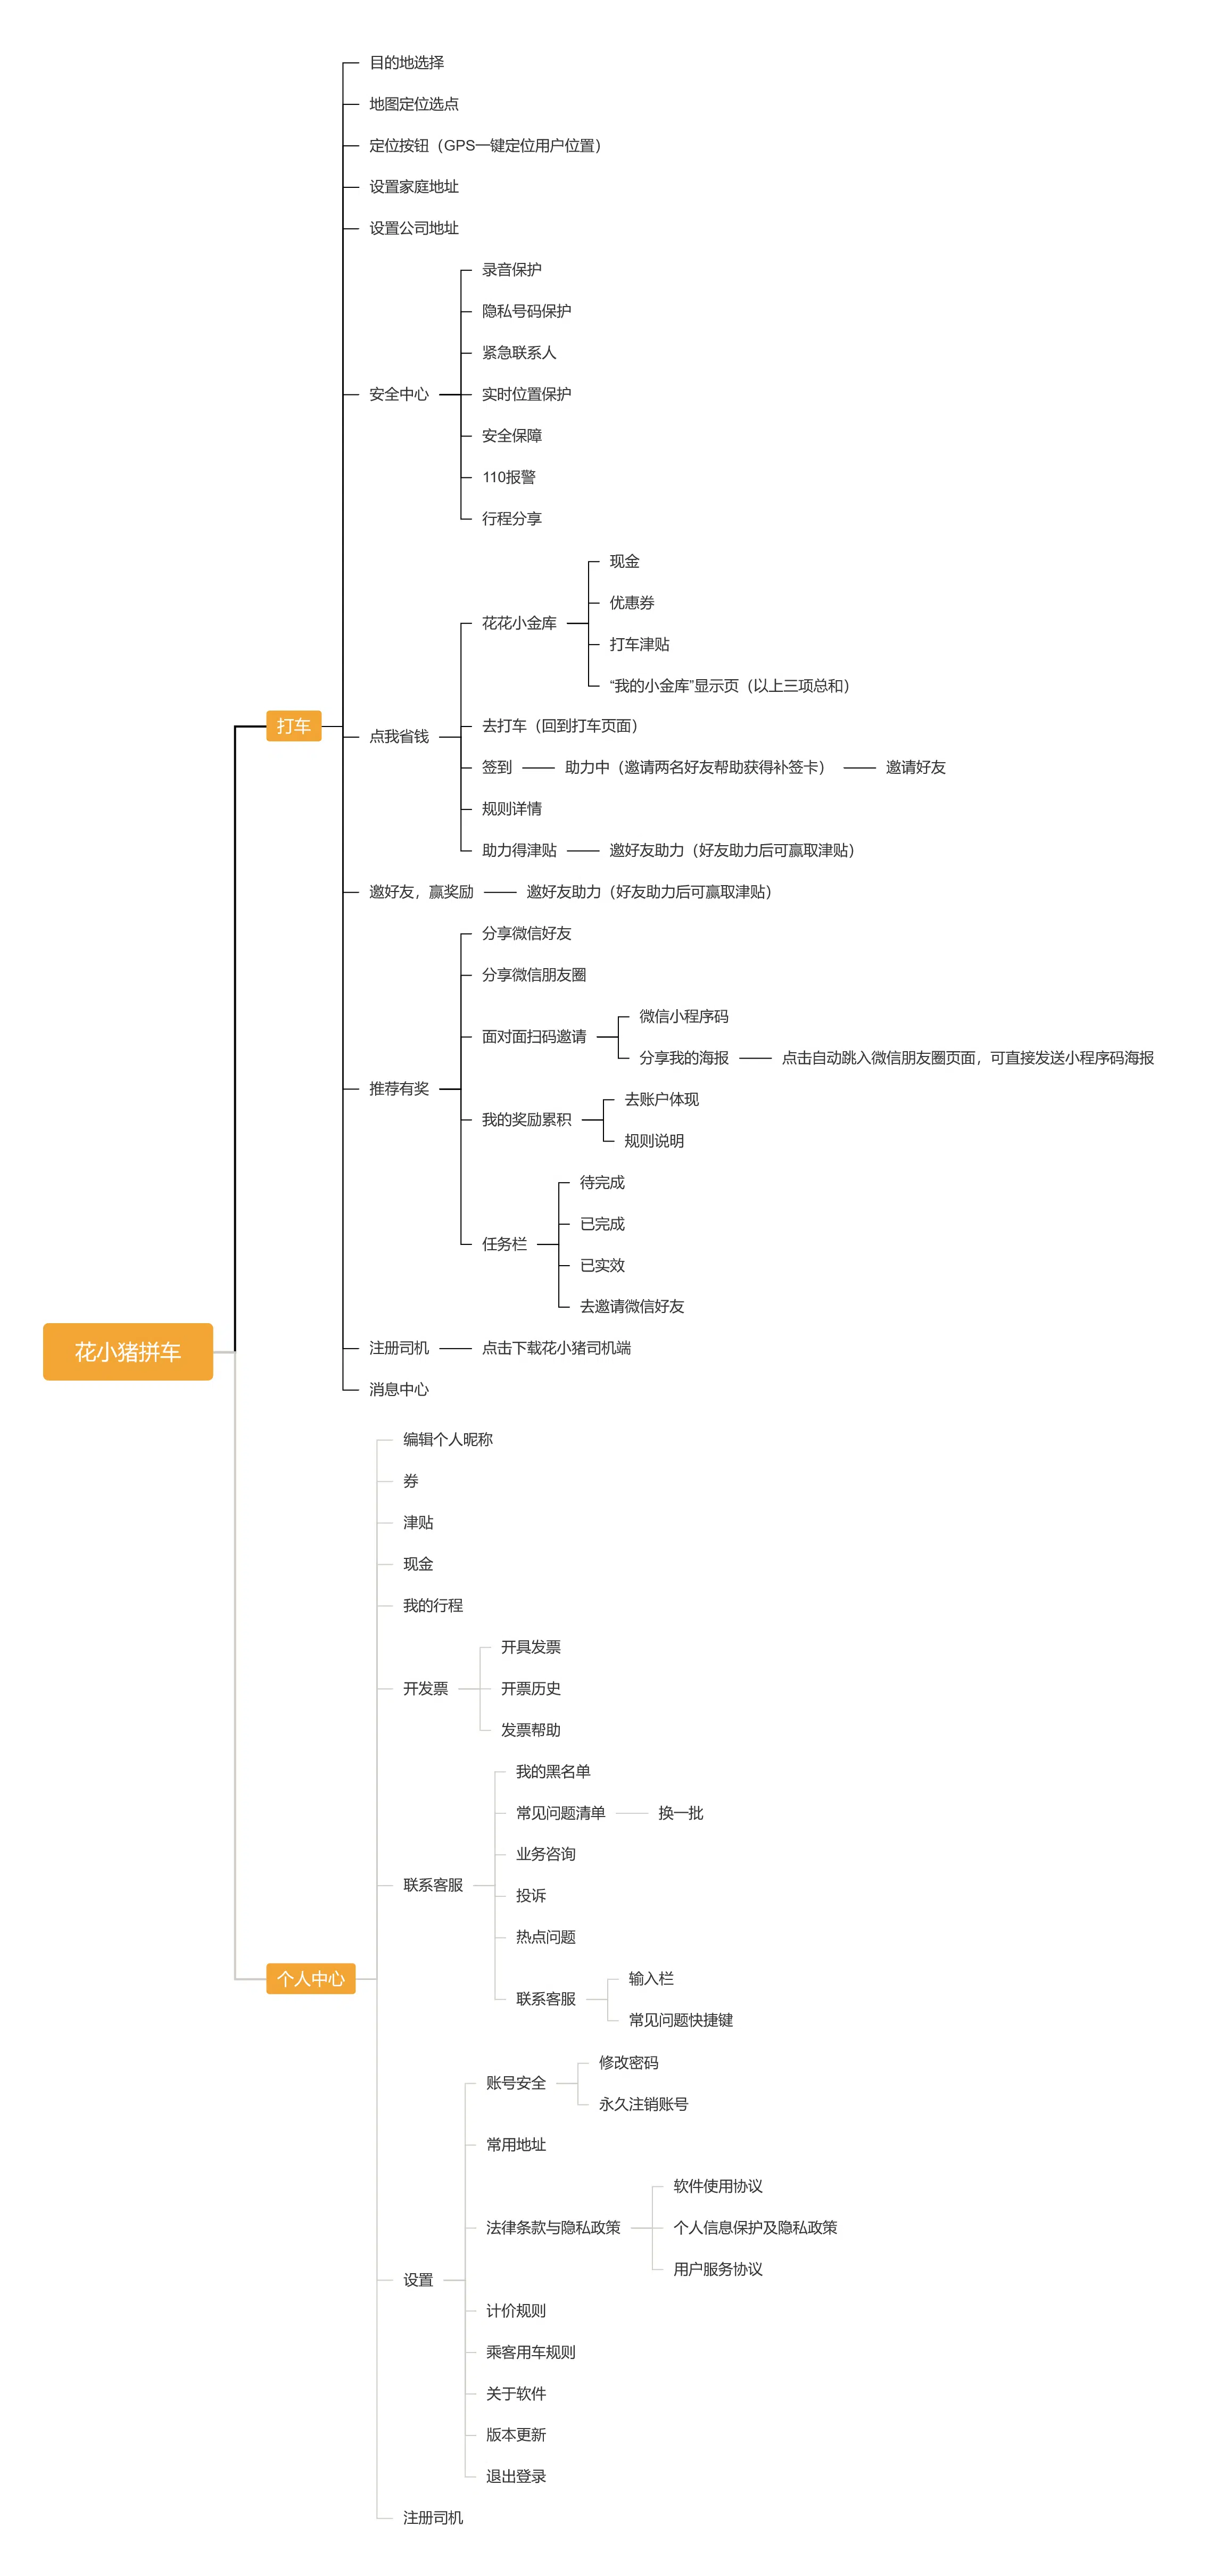 目的地选择
地图定位选点
定位按钮（GPS一键定位用户位置）
设置家庭地址
设置公司地址
录音保护
隐私号码保护
紧急联系人
安全中心
实时位置保护
安全保障
110报警
行程分享
现金
优惠券
花花小金库
打车津贴
“我的小金库”显示页（以上三项总和）
打车
点我省钱
去打车（回到打车页面）
签到
助力中（邀请两名好友帮助获得补签卡）
邀请好友
规则详情
助力得津贴
邀好友助力（好友助力后可赢取津贴）
邀好友，赢奖励
邀好友助力（好友助力后可赢取津贴）
分享微信好友
分享微信朋友圈
微信小程序码
面对面扫码邀请
分享我的海报
点击自动跳入微信朋友圈页面，可直接发送小程序码海报
推荐有奖
去账户体现
我的奖励累积
规则说明
待完成
已完成
任务栏
已实效
去邀请微信好友
花小猪拼车
注册司机
点击下载花小猪司机端
消息中心
编辑个人昵称
券
津贴
现金
我的行程
开具发票
开发票
开票历史
发票帮助
我的黑名单
常见问题清单
换一批
业务咨询
联系客服
投诉
热点问题
个人中心
输入栏
联系客服
常见问题快捷键
修改密码
账号安全
永久注销账号
常用地址
软件使用协议
法律条款与隐私政策
个人信息保护及隐私政策
用户服务协议
设置
计价规则
乘客用车规则
关于软件
版本更新
退出登录
注册司机